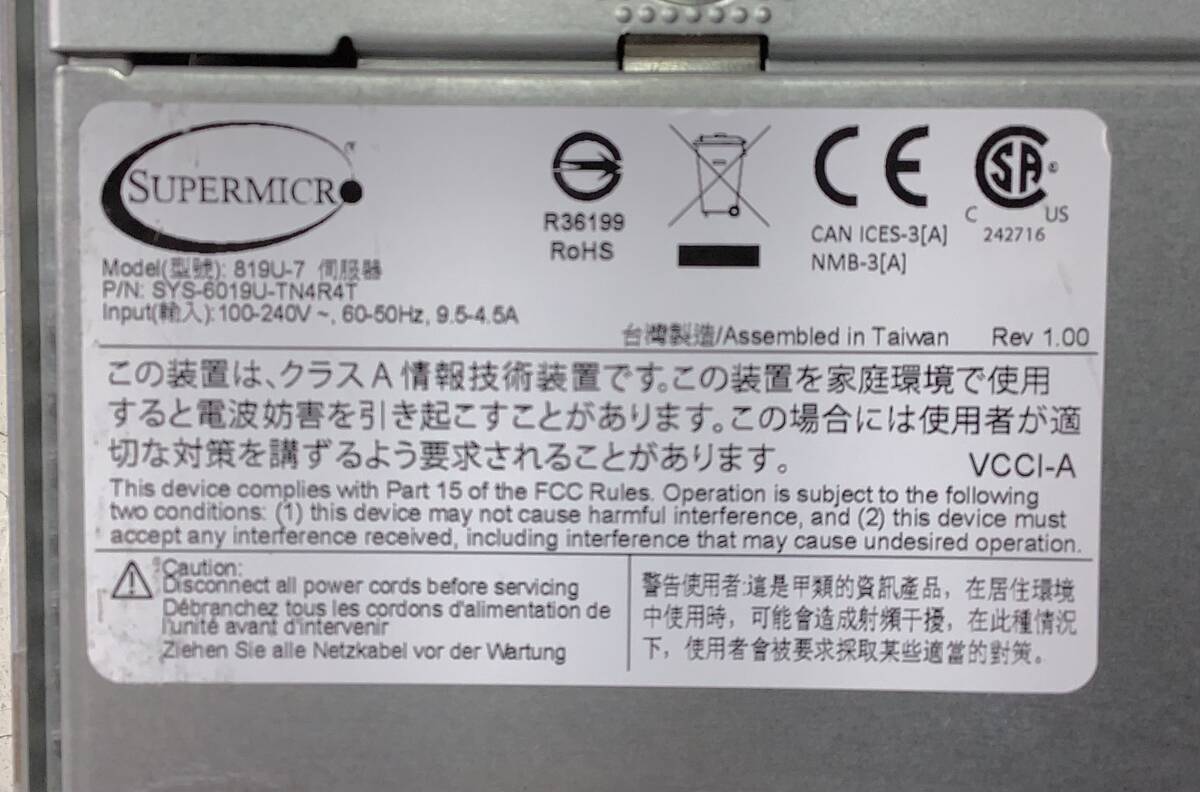 SUPERMICR
R36199
RoHS
CE
CAN ICES-3[A]
NMB-3[A]
SA
C US
242716
Model(型號): 819U-7 伺服器
P/N: SYS-6019U-TN4R4T
Input(輸入):100-240V ~, 60-50Hz, 9.5-4.5A
台灣製造/Assembled in Taiwan Rev 1.00
この装置は、クラスA情報技術装置です。この装置を家庭環境で使用
すると電波妨害を引き起こすことがあります。この場合には使用者が適
切な対策を講ずるよう要求されることがあります。 VCCI-A
This device complies with Part 15 of the FCC Rules. Operation is subject to the following
two conditions: (1) this device may not cause harmful interference, and (2) this device must
accept any interference received, including interference that may cause undesired operation.
Caution:
Disconnect all power cords before servicing
Débranchez tous les cordons d'alimentation de
l'unité avant d'intervenir
Ziehen Sie alle Netzkabel vor der Wartung
警告使用者:這是甲類的資訊產品，在居住環境
中使用時，可能會造成射頻干擾，在此種情況
下，使用者會被要求採取某些適當的對策。